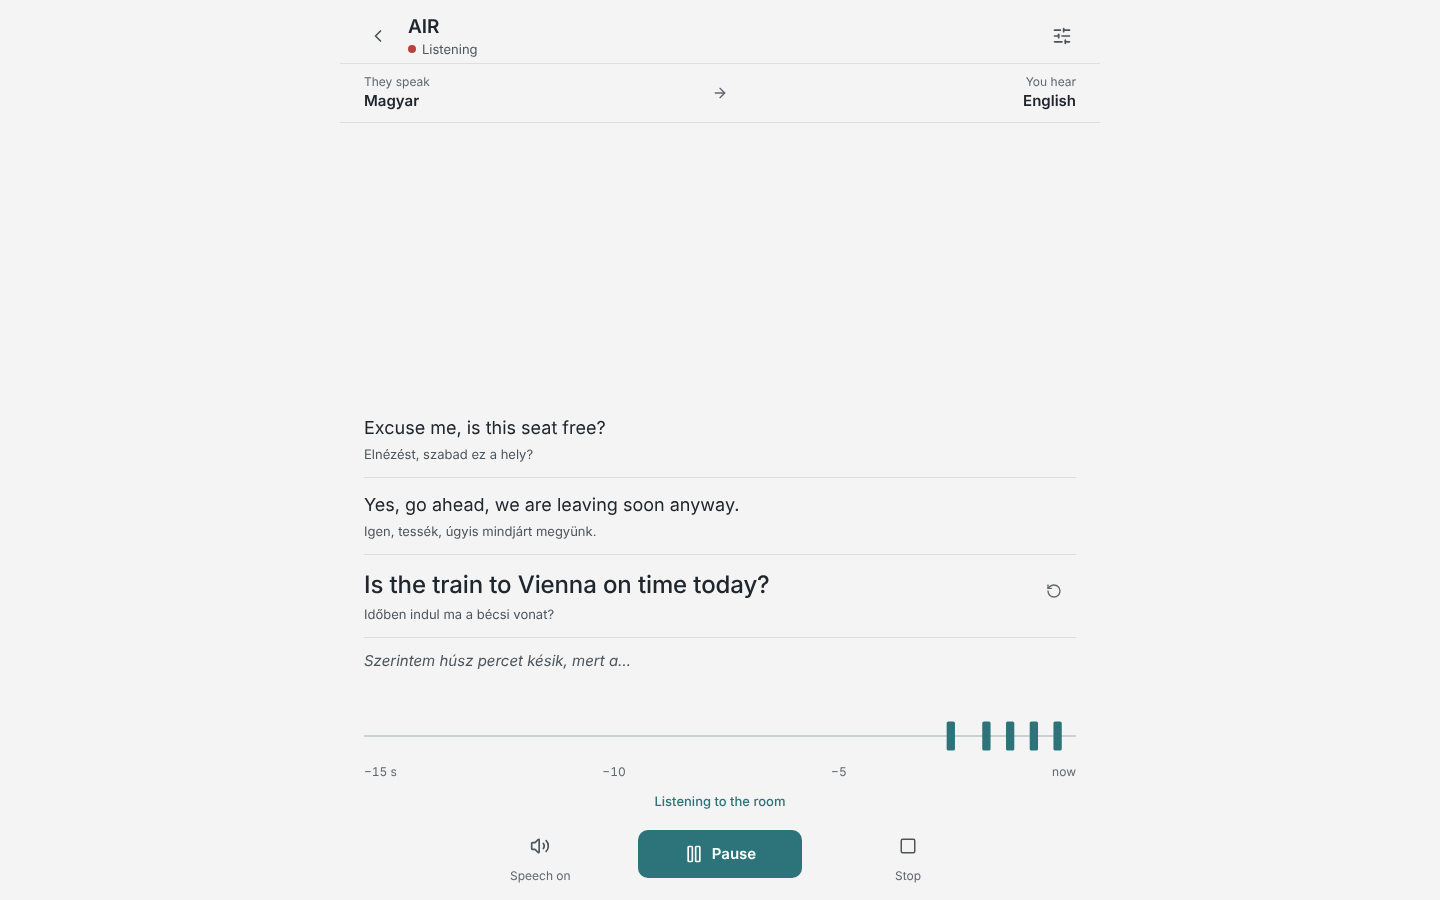 AIR
Listening
They speak
Magyar
You hear
English
Excuse me, is this seat free?
Elnézést, szabad ez a hely?
Yes, go ahead, we are leaving soon anyway.
Igen, tessék, úgyis mindjárt megyünk.
Is the train to Vienna on time today?
Időben indul ma a bécsi vonat?
Szerintem húsz percet késik, mert a…
−15 s
−10
−5
now
Listening to the room
Speech on
Pause
Stop